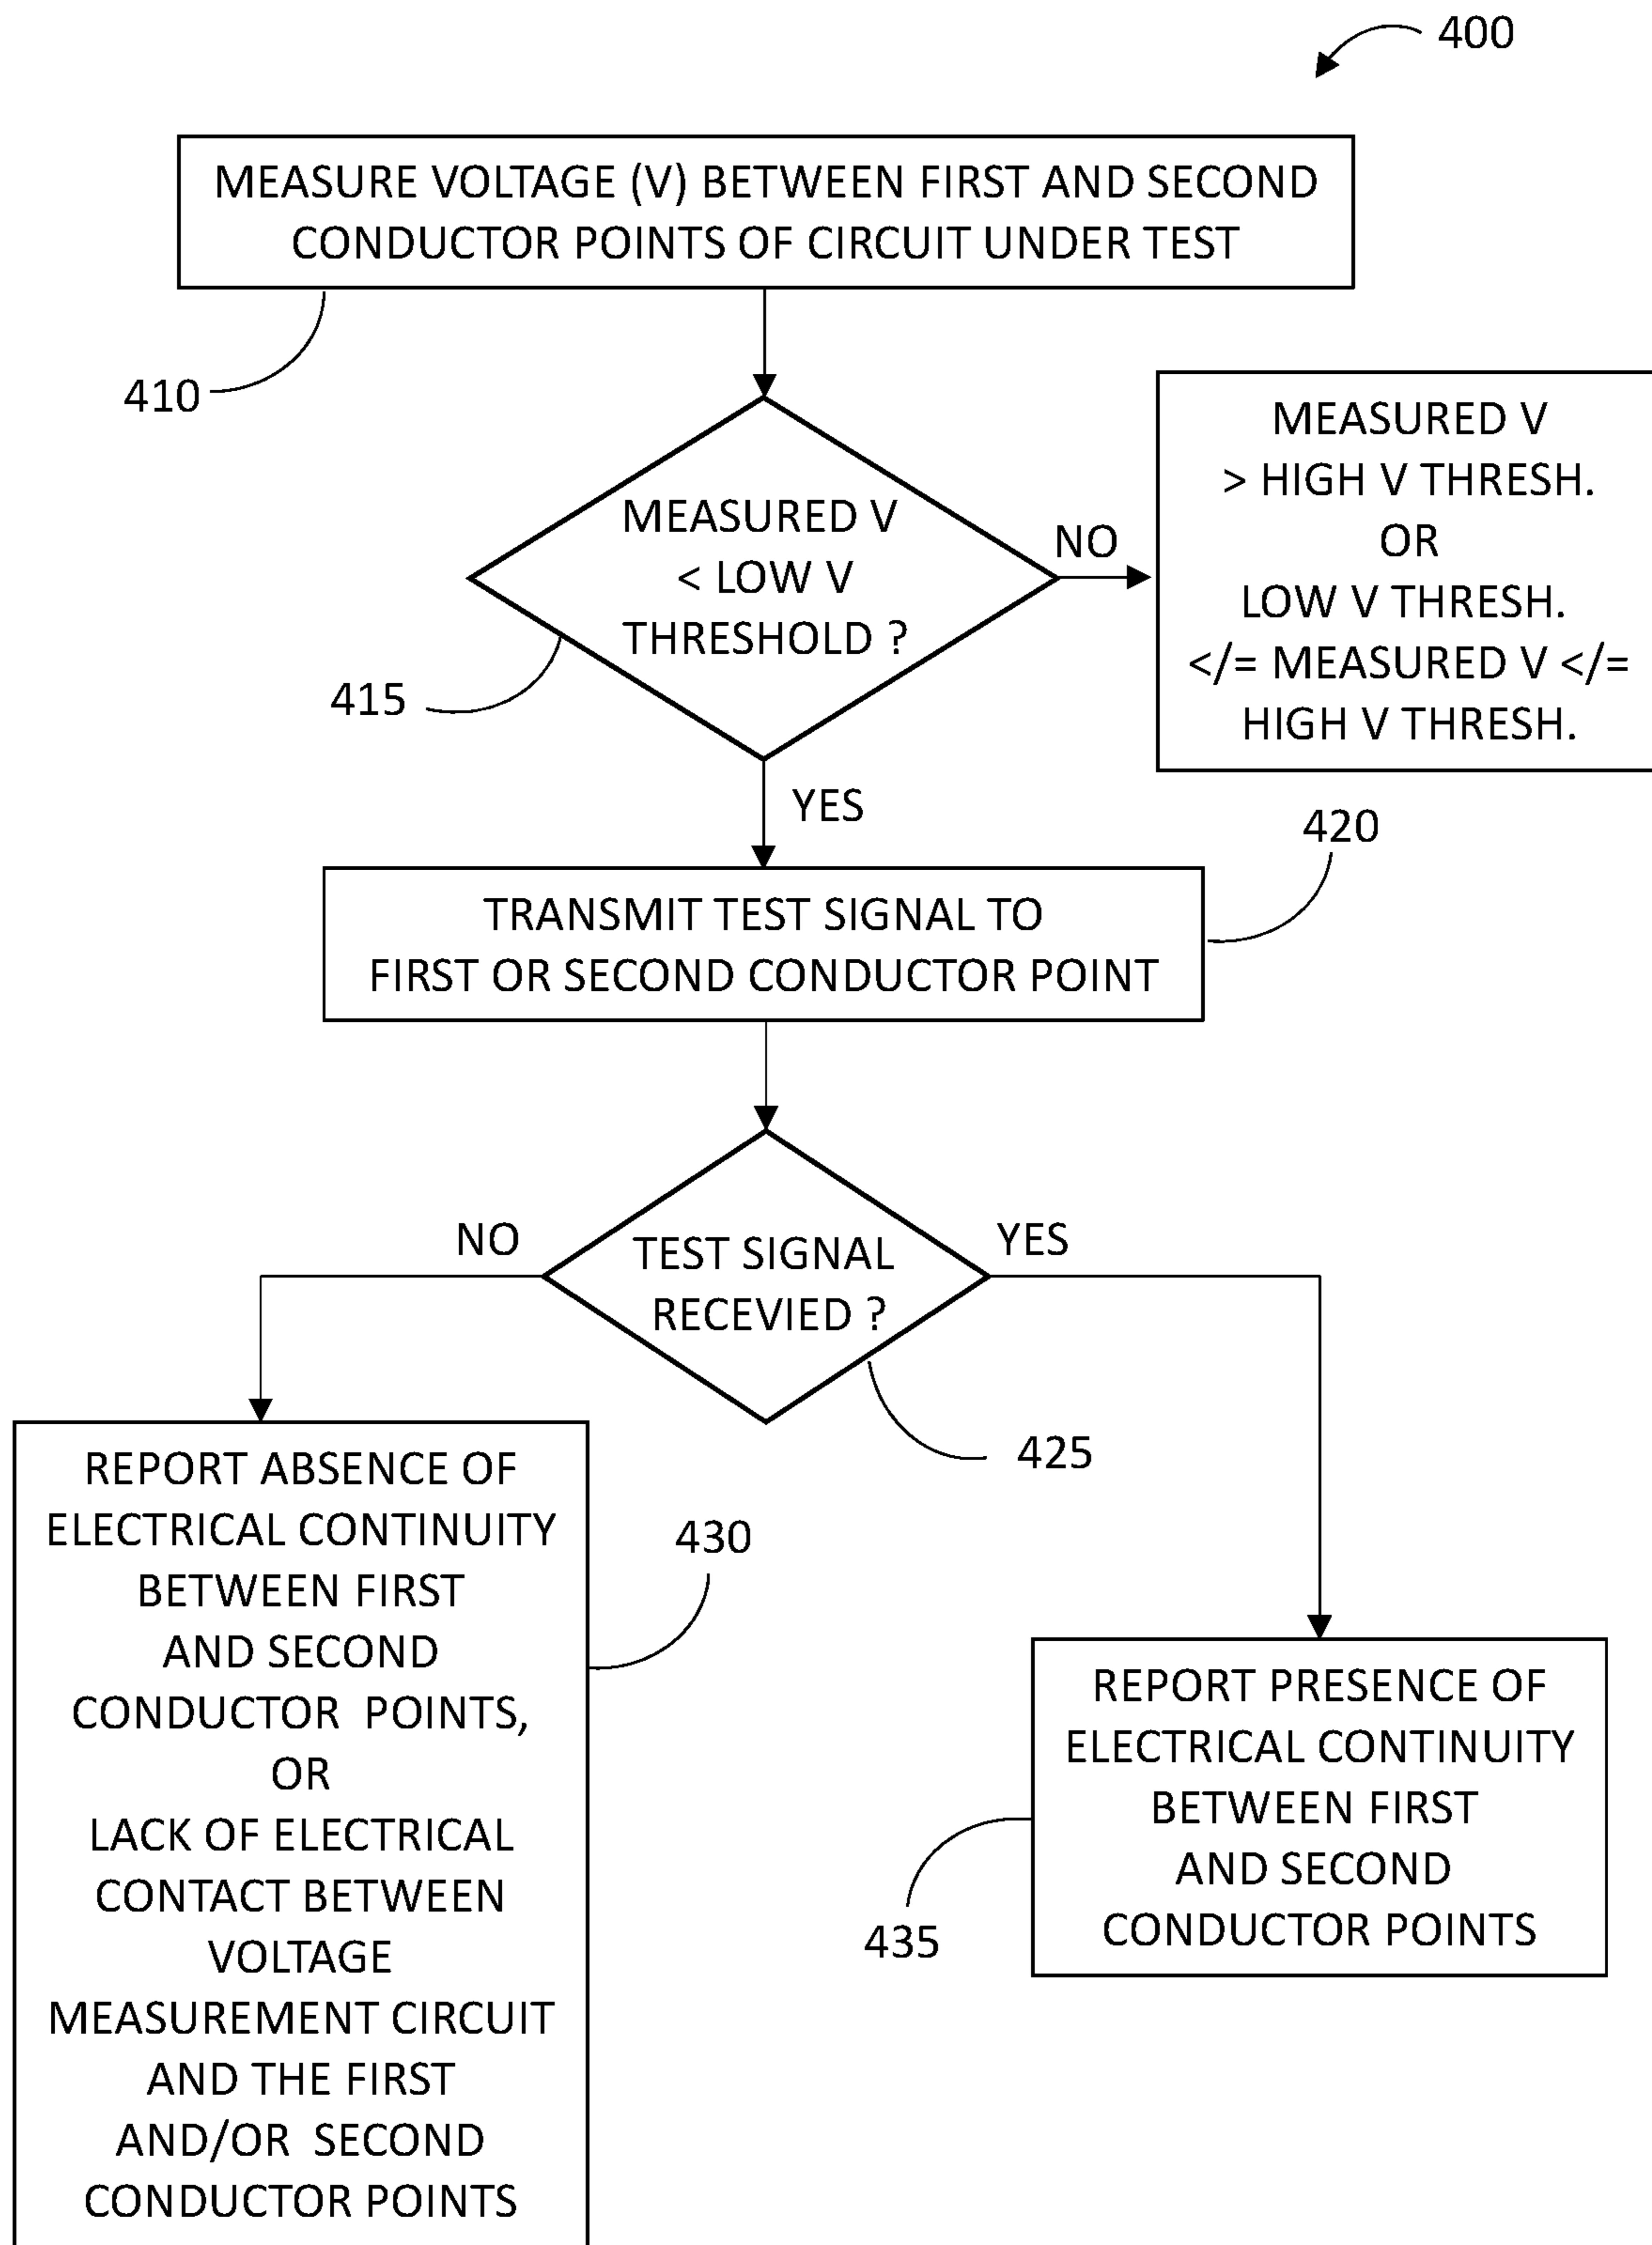 400
MEASURE VOLTAGE (V) BETWEEN FIRST AND SECOND
CONDUCTOR POINTS OF CIRCUIT UNDER TEST
410
MEASURED V
< LOW V
THRESHOLD ?
415
NO
MEASURED V
> HIGH V THRESH.
OR
LOW V THRESH.
</= MEASURED V </=
HIGH V THRESH.
YES
420
TRANSMIT TEST SIGNAL TO
FIRST OR SECOND CONDUCTOR POINT
NO
TEST SIGNAL
RECEVIED ?
YES
425
REPORT ABSENCE OF
ELECTRICAL CONTINUITY
BETWEEN FIRST
AND SECOND
CONDUCTOR POINTS,
OR
LACK OF ELECTRICAL
CONTACT BETWEEN
VOLTAGE
MEASUREMENT CIRCUIT
AND THE FIRST
AND/OR SECOND
CONDUCTOR POINTS
430
REPORT PRESENCE OF
ELECTRICAL CONTINUITY
BETWEEN FIRST
AND SECOND
CONDUCTOR POINTS
435